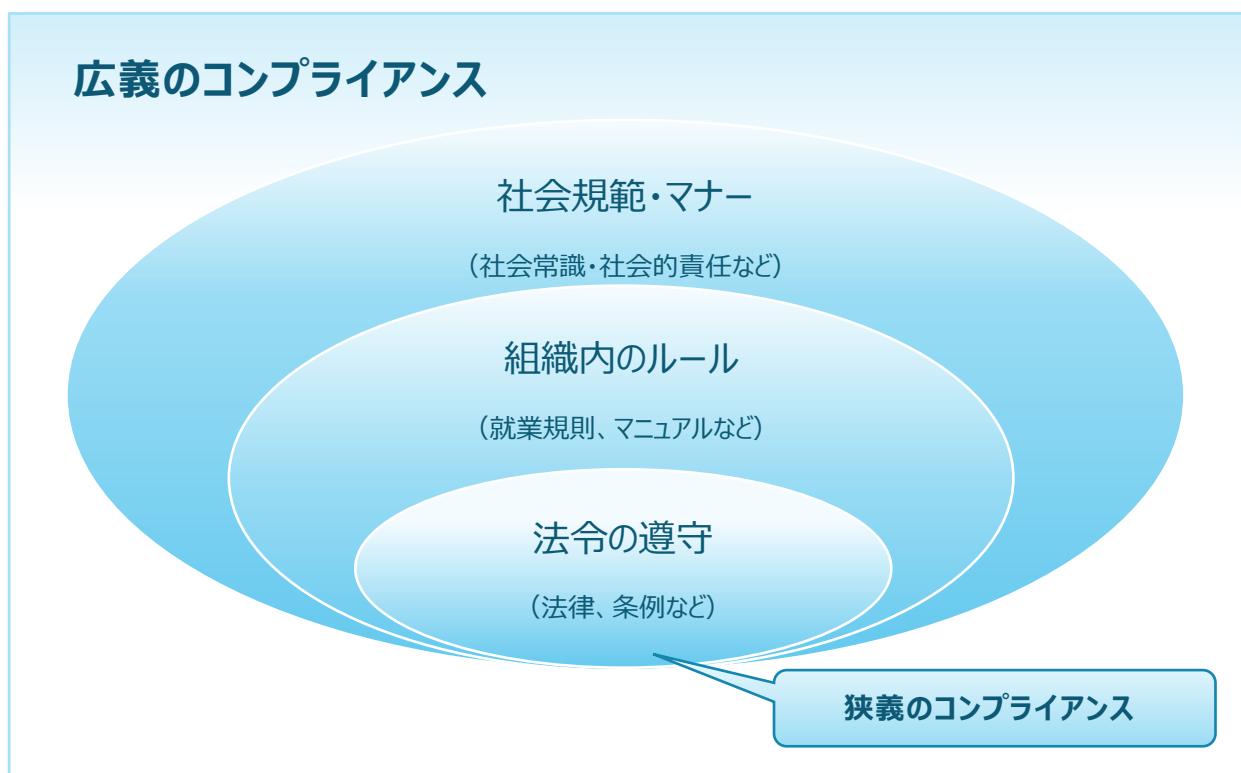 広義のコンプライアンス
社会規範・マナー
（社会常識・社会的責任など）
組織内のルール
（就業規則、マニュアルなど）
法令の遵守
（法律、条例など）
狭義のコンプライアンス